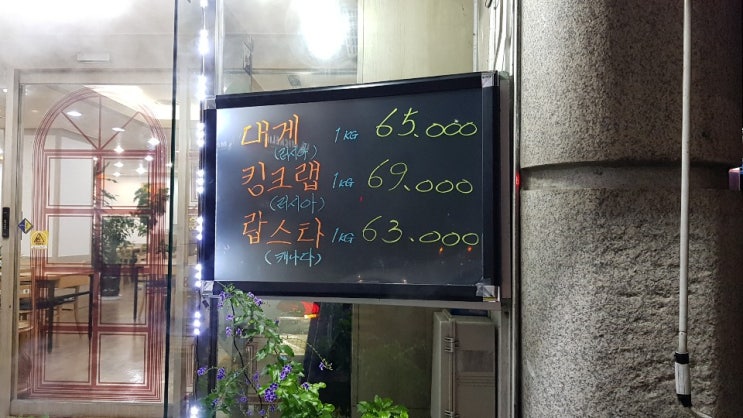 대게 1KG 65.000
(러시아)
킹크랩 1KG 69.000
(러시아)
랍스타 1KG 63.000
(캐나다)